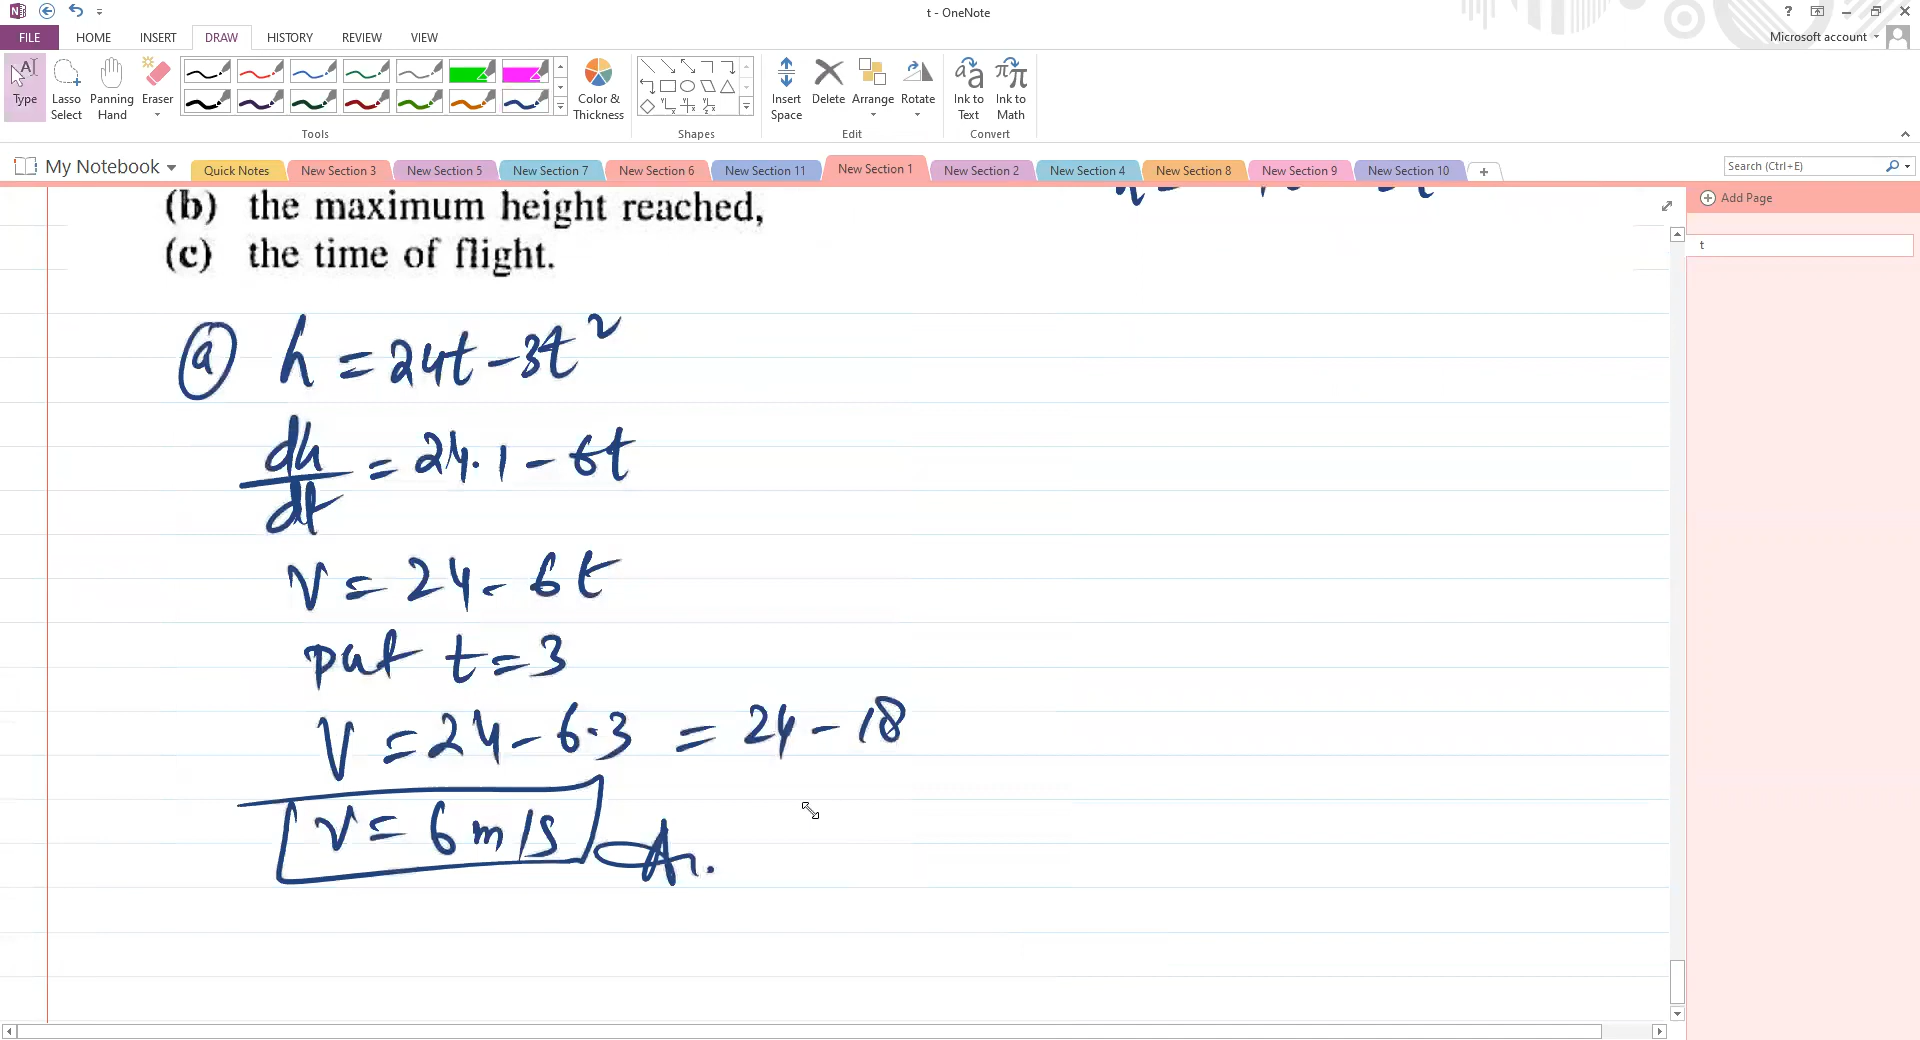 t - OneNote
?
FILE HOME INSERT DRAW HISTORY REVIEW VIEW
Microsoft account
Type
Lasso Select
Panning Hand
Eraser
Color & Thickness
Insert Space
Delete
Arrange
Rotate
Ink to Text
Ink to Math
Tools
Shapes
Edit
Convert
My Notebook
Quick Notes
New Section 3
New Section 5
New Section 7
New Section 6
New Section 11
New Section 1
New Section 2
New Section 4
New Section 8
New Section 9
New Section 10
Search (Ctrl+E)
Add Page
t
(b) the maximum height reached,
(c) the time of flight.
(a) h = 24t - 3t²
dh/dt = 24.1 - 6t
v = 24 - 6t
put t = 3
V = 24 - 6·3 = 24 - 18
v = 6 m/s